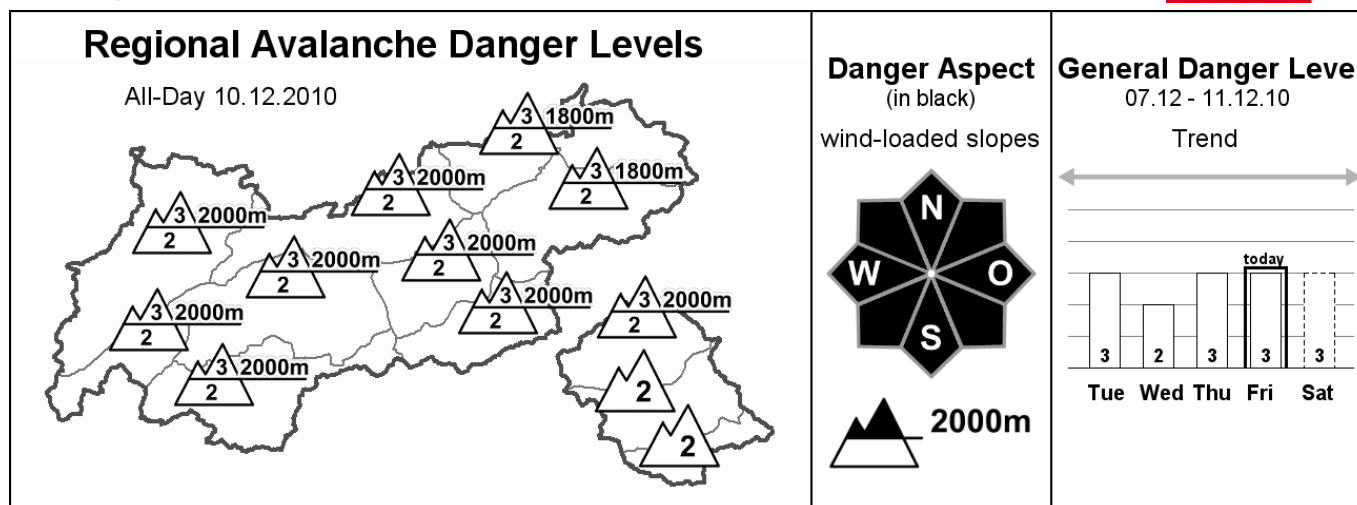 Regional Avalanche Danger Levels
All-Day 10.12.2010
3 1800m
2
3 1800m
2
3 2000m
2
3 2000m
2
3 2000m
2
3 2000m
2
3 2000m
2
3 2000m
2
3 2000m
2
3 2000m
2
2
2
Danger Aspect
(in black)
wind-loaded slopes
N
W O
S
2000m
General Danger Leve
07.12 - 11.12.10
Trend
today
3 2 3 3 3
Tue Wed Thu Fri Sat